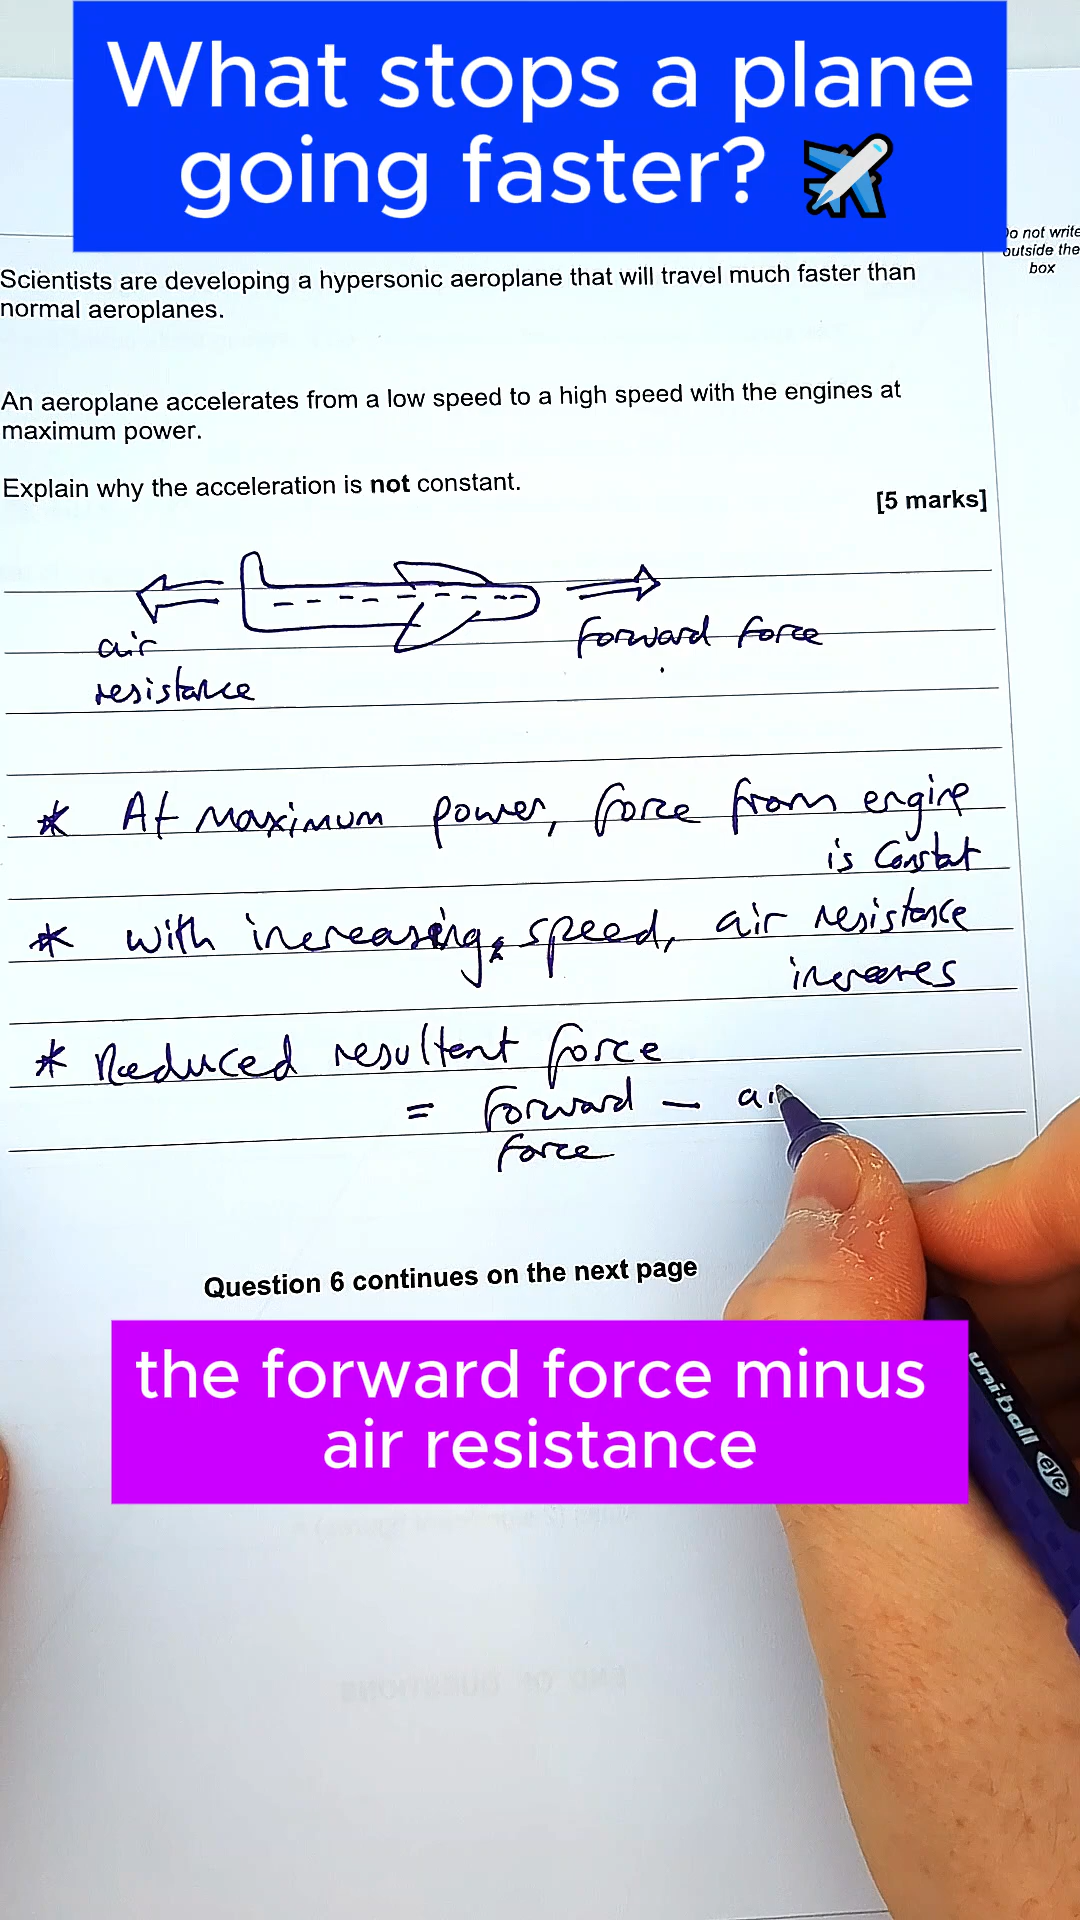 What stops a plane
going faster? ✈️
Do not write
outside the
box
Scientists are developing a hypersonic aeroplane that will travel much faster than
normal aeroplanes.
An aeroplane accelerates from a low speed to a high speed with the engines at
maximum power.
Explain why the acceleration is not constant.
[5 marks]
air
resistance
forward force
* At maximum power, force from engine
is constat
* with increasing speed, air resistance
increases
* Reduced resultent force
= forward – ai
force
Question 6 continues on the next page
the forward force minus
air resistance
uni-ball eye